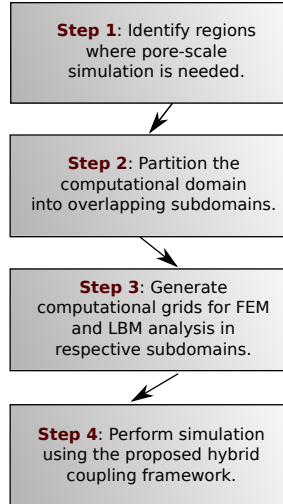 Step 1: Identify regions
where pore-scale
simulation is needed.
Step 2: Partition the
computational domain
into overlapping subdomains.
Step 3: Generate
computational grids for FEM
and LBM analysis in
respective subdomains.
Step 4: Perform simulation
using the proposed hybrid
coupling framework.